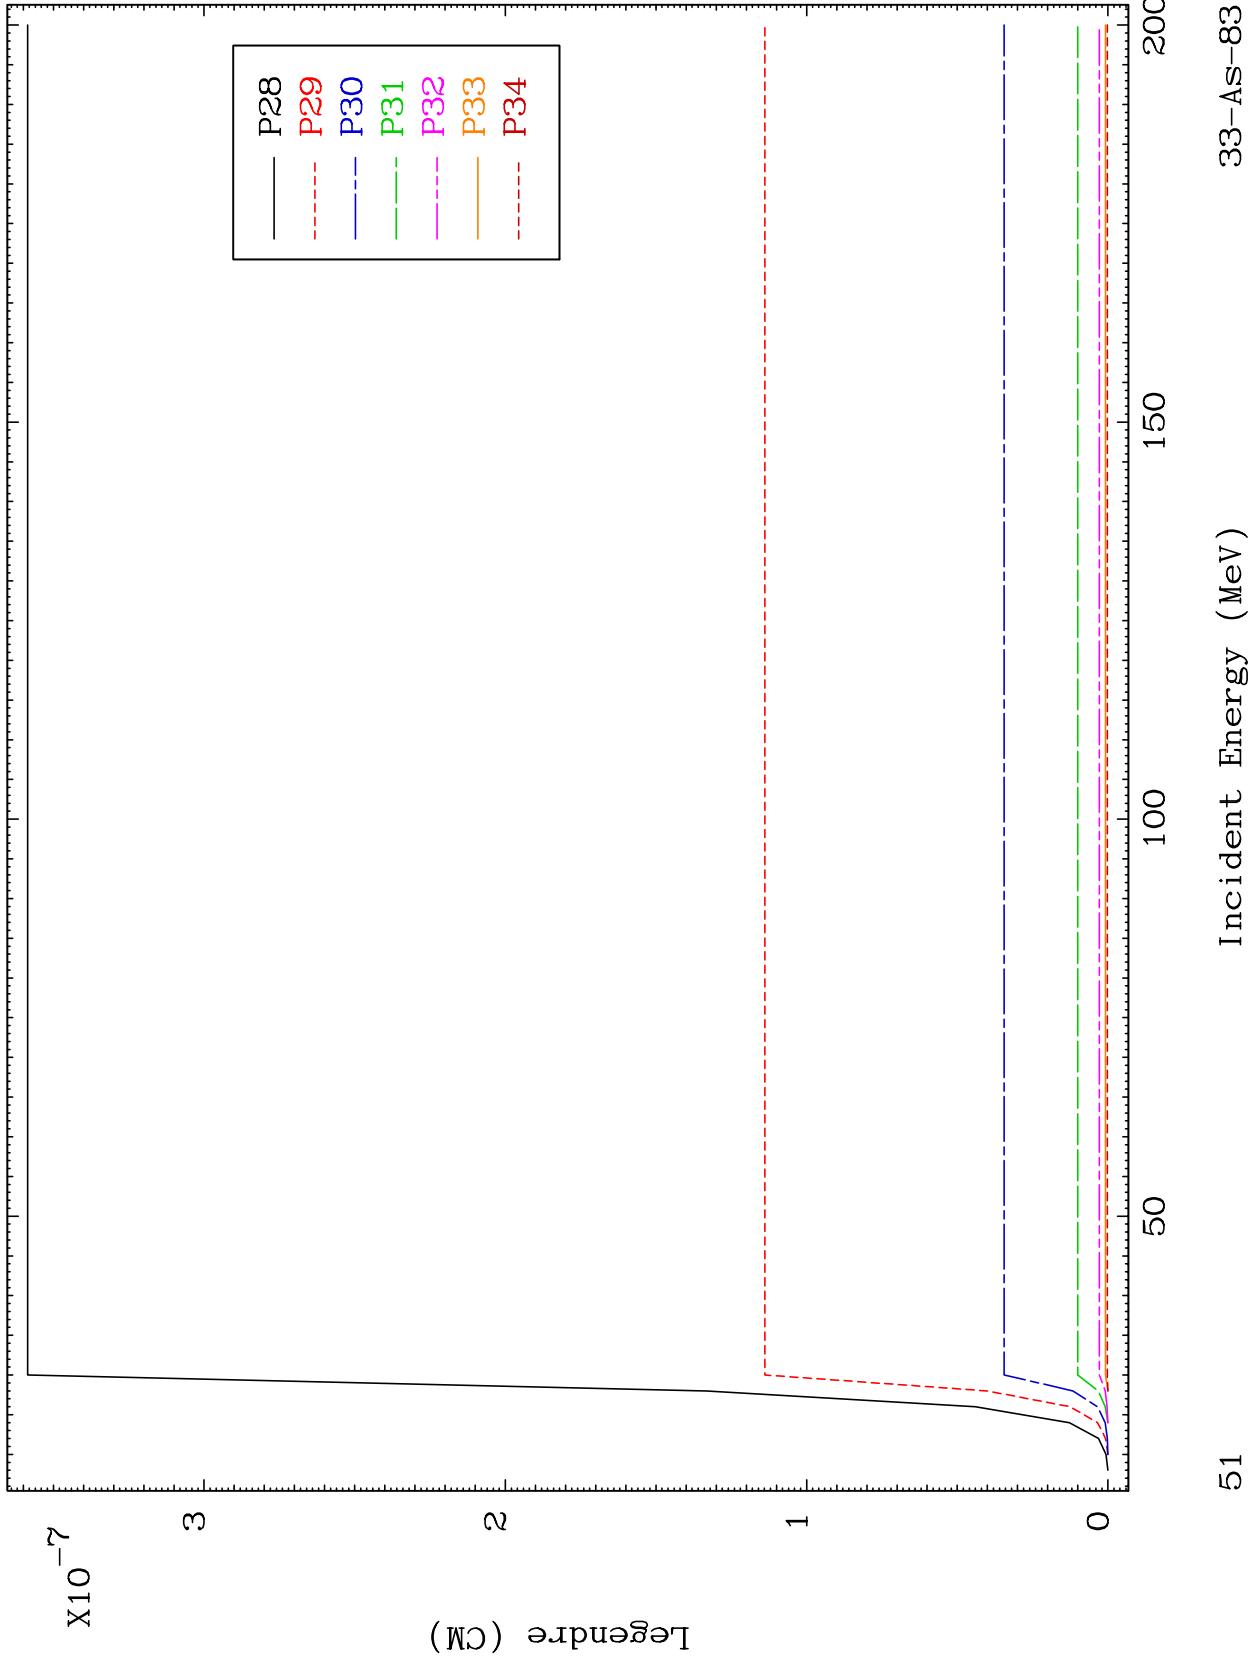 X10⁻⁷
3
2
1
0
Legendre (CM)
P28
P29
P30
P31
P32
P33
P34
50
100
150
200
Incident Energy (MeV)
51
33-As-83